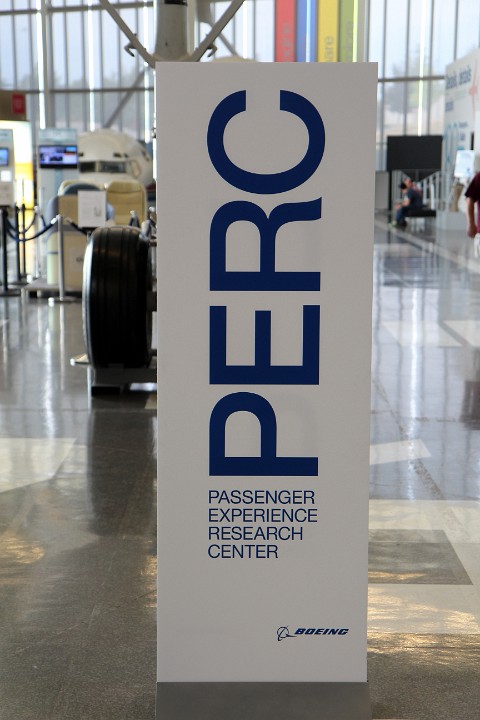 PERC
PASSENGER
EXPERIENCE
RESEARCH
CENTER
BOEING